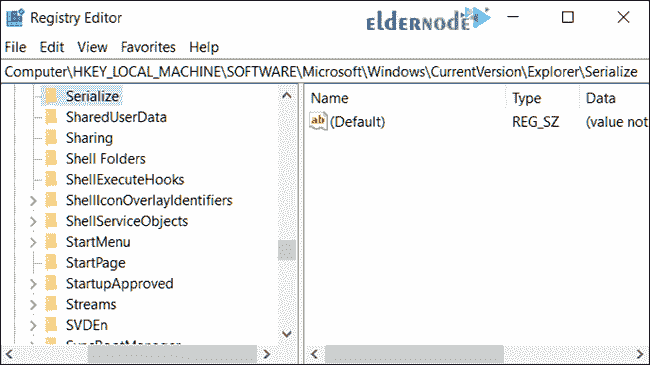 Registry Editor
ELDERNODE
File Edit View Favorites Help
Computer\HKEY_LOCAL_MACHINE\SOFTWARE\Microsoft\Windows\CurrentVersion\Explorer\Serialize
Serialize
SharedUserData
Sharing
Shell Folders
ShellExecuteHooks
ShellIconOverlayIdentifiers
ShellServiceObjects
StartMenu
StartPage
StartupApproved
Streams
SVDEn
Name Type Data
ab (Default) REG_SZ (value not